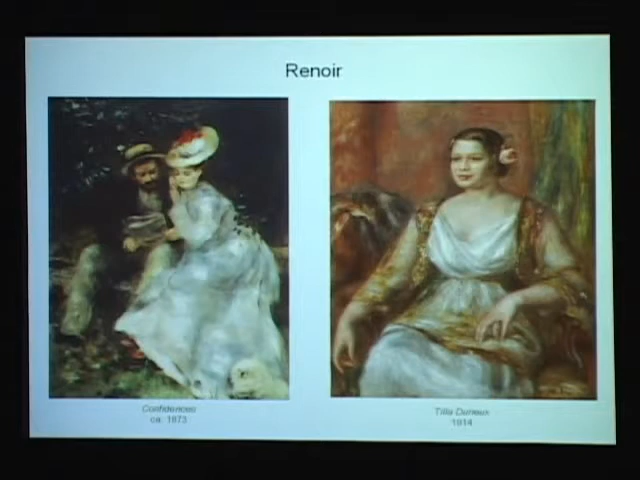 Renoir
Confidences
ca. 1873
Tilla Durieux
1914